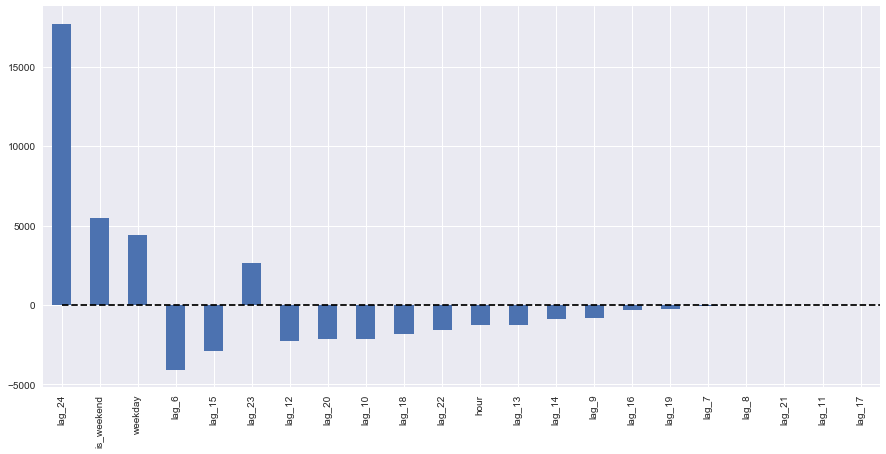 15000
10000
5000
0
−5000
lag_24
is_weekend
weekday
lag_6
lag_15
lag_23
lag_12
lag_20
lag_10
lag_18
lag_22
hour
lag_13
lag_14
lag_9
lag_16
lag_19
lag_7
lag_8
lag_21
lag_11
lag_17